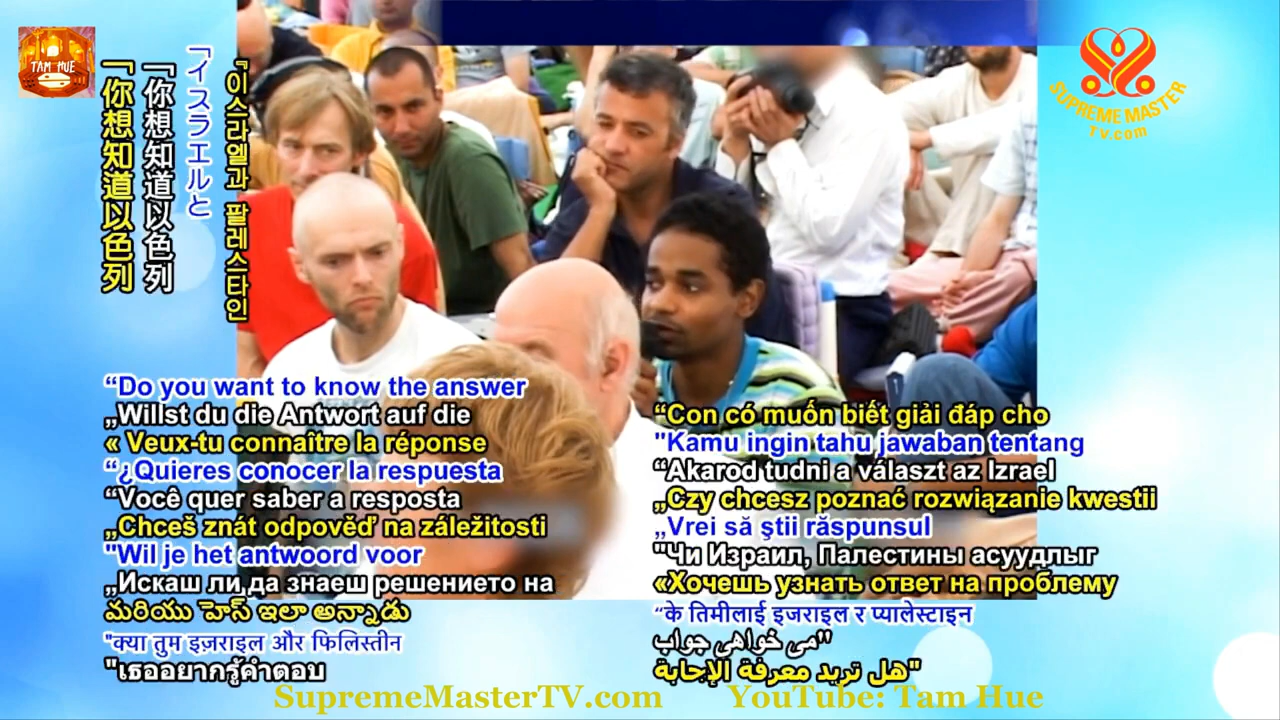 TAM HUE
「你想知道以色列
「你想知道以色列
「イスラエルと
『이스라엘과 팔레스타인
SUPREME MASTER
TV.com
“Do you want to know the answer
„Willst du die Antwort auf die
« Veux-tu connaître la réponse
“¿Quieres conocer la respuesta
“Você quer saber a resposta
„Chceš znát odpověď na záležitosti
"Wil je het antwoord voor
„Искаш ли да знаеш решението на
మరియు హెస్ ఇలా అన్నాడు
"क्या तुम इज़राइल और फिलिस्तीन
"เธออยากรู้คำตอบ
“Con có muốn biết giải đáp cho
"Kamu ingin tahu jawaban tentang
“Akarod tudni a választ az Izrael
„Czy chcesz poznać rozwiązanie kwestii
„Vrei să ştii răspunsul
"Чи Израил, Палестины асуудлыг
«Хочешь узнать ответ на проблему
“के तिमीलाई इजराइल र प्यालेस्टाइन
"می خواهی جواب
"هل تريد معرفة الإجابة
SupremeMasterTV.com YouTube: Tam Hue